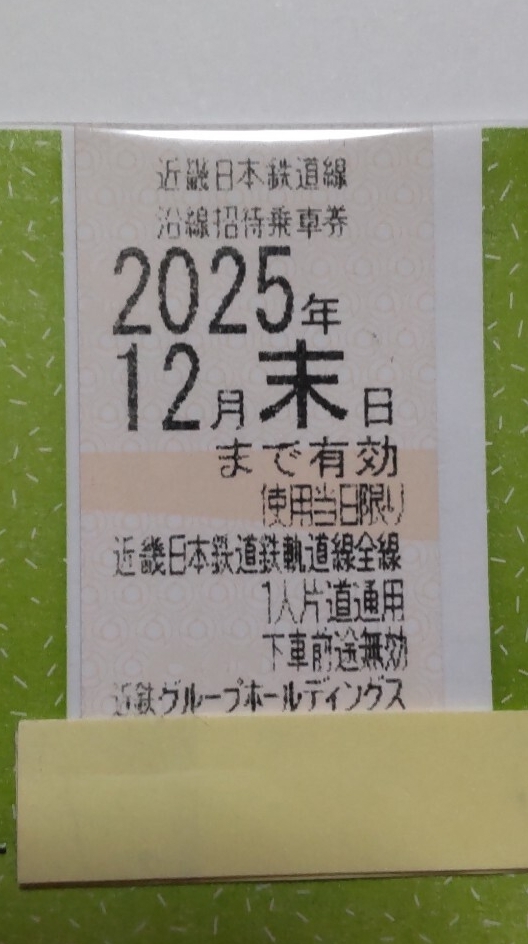 近畿日本鉄道線
沿線招待乗車券
2025年
12月末日
まで有効
使用当日限り
近畿日本鉄道鉄軌道線全線
1人片道通用
下車前途無効
近鉄グループホールディングス